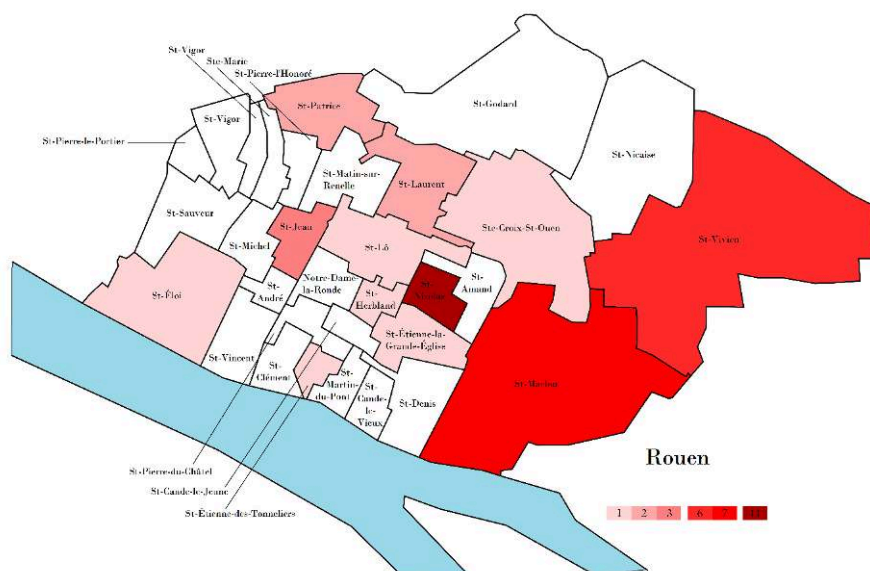 St-Vigor
Ste-Marie
St-Pierre-l'Honoré
St-Patrice
St-Godard
St-Vigor
St-Pierre-le-Portier
St-Nicaise
St-Matin-sur-
Renelle
St-Laurent
St-Sauveur
St-Jean
Ste-Croix-St-Ouen
St-Vivien
St-Michel
St-Lô
Notre-Dame-
la-Ronde
St-
Amand
St-Éloi
St-
André
St-
Herbland
St-Étienne-la-
Grande-Église
St-Vincent
St-
Clément
St-
Martin-
du-Pont
St-
Cande-
le-
Vieux
St-Denis
St-Maclou
St-Pierre-du-Châtel
St-Cande-le-Jeune
St-Étienne-des-Tonneliers
Rouen
1 2 3 6 7